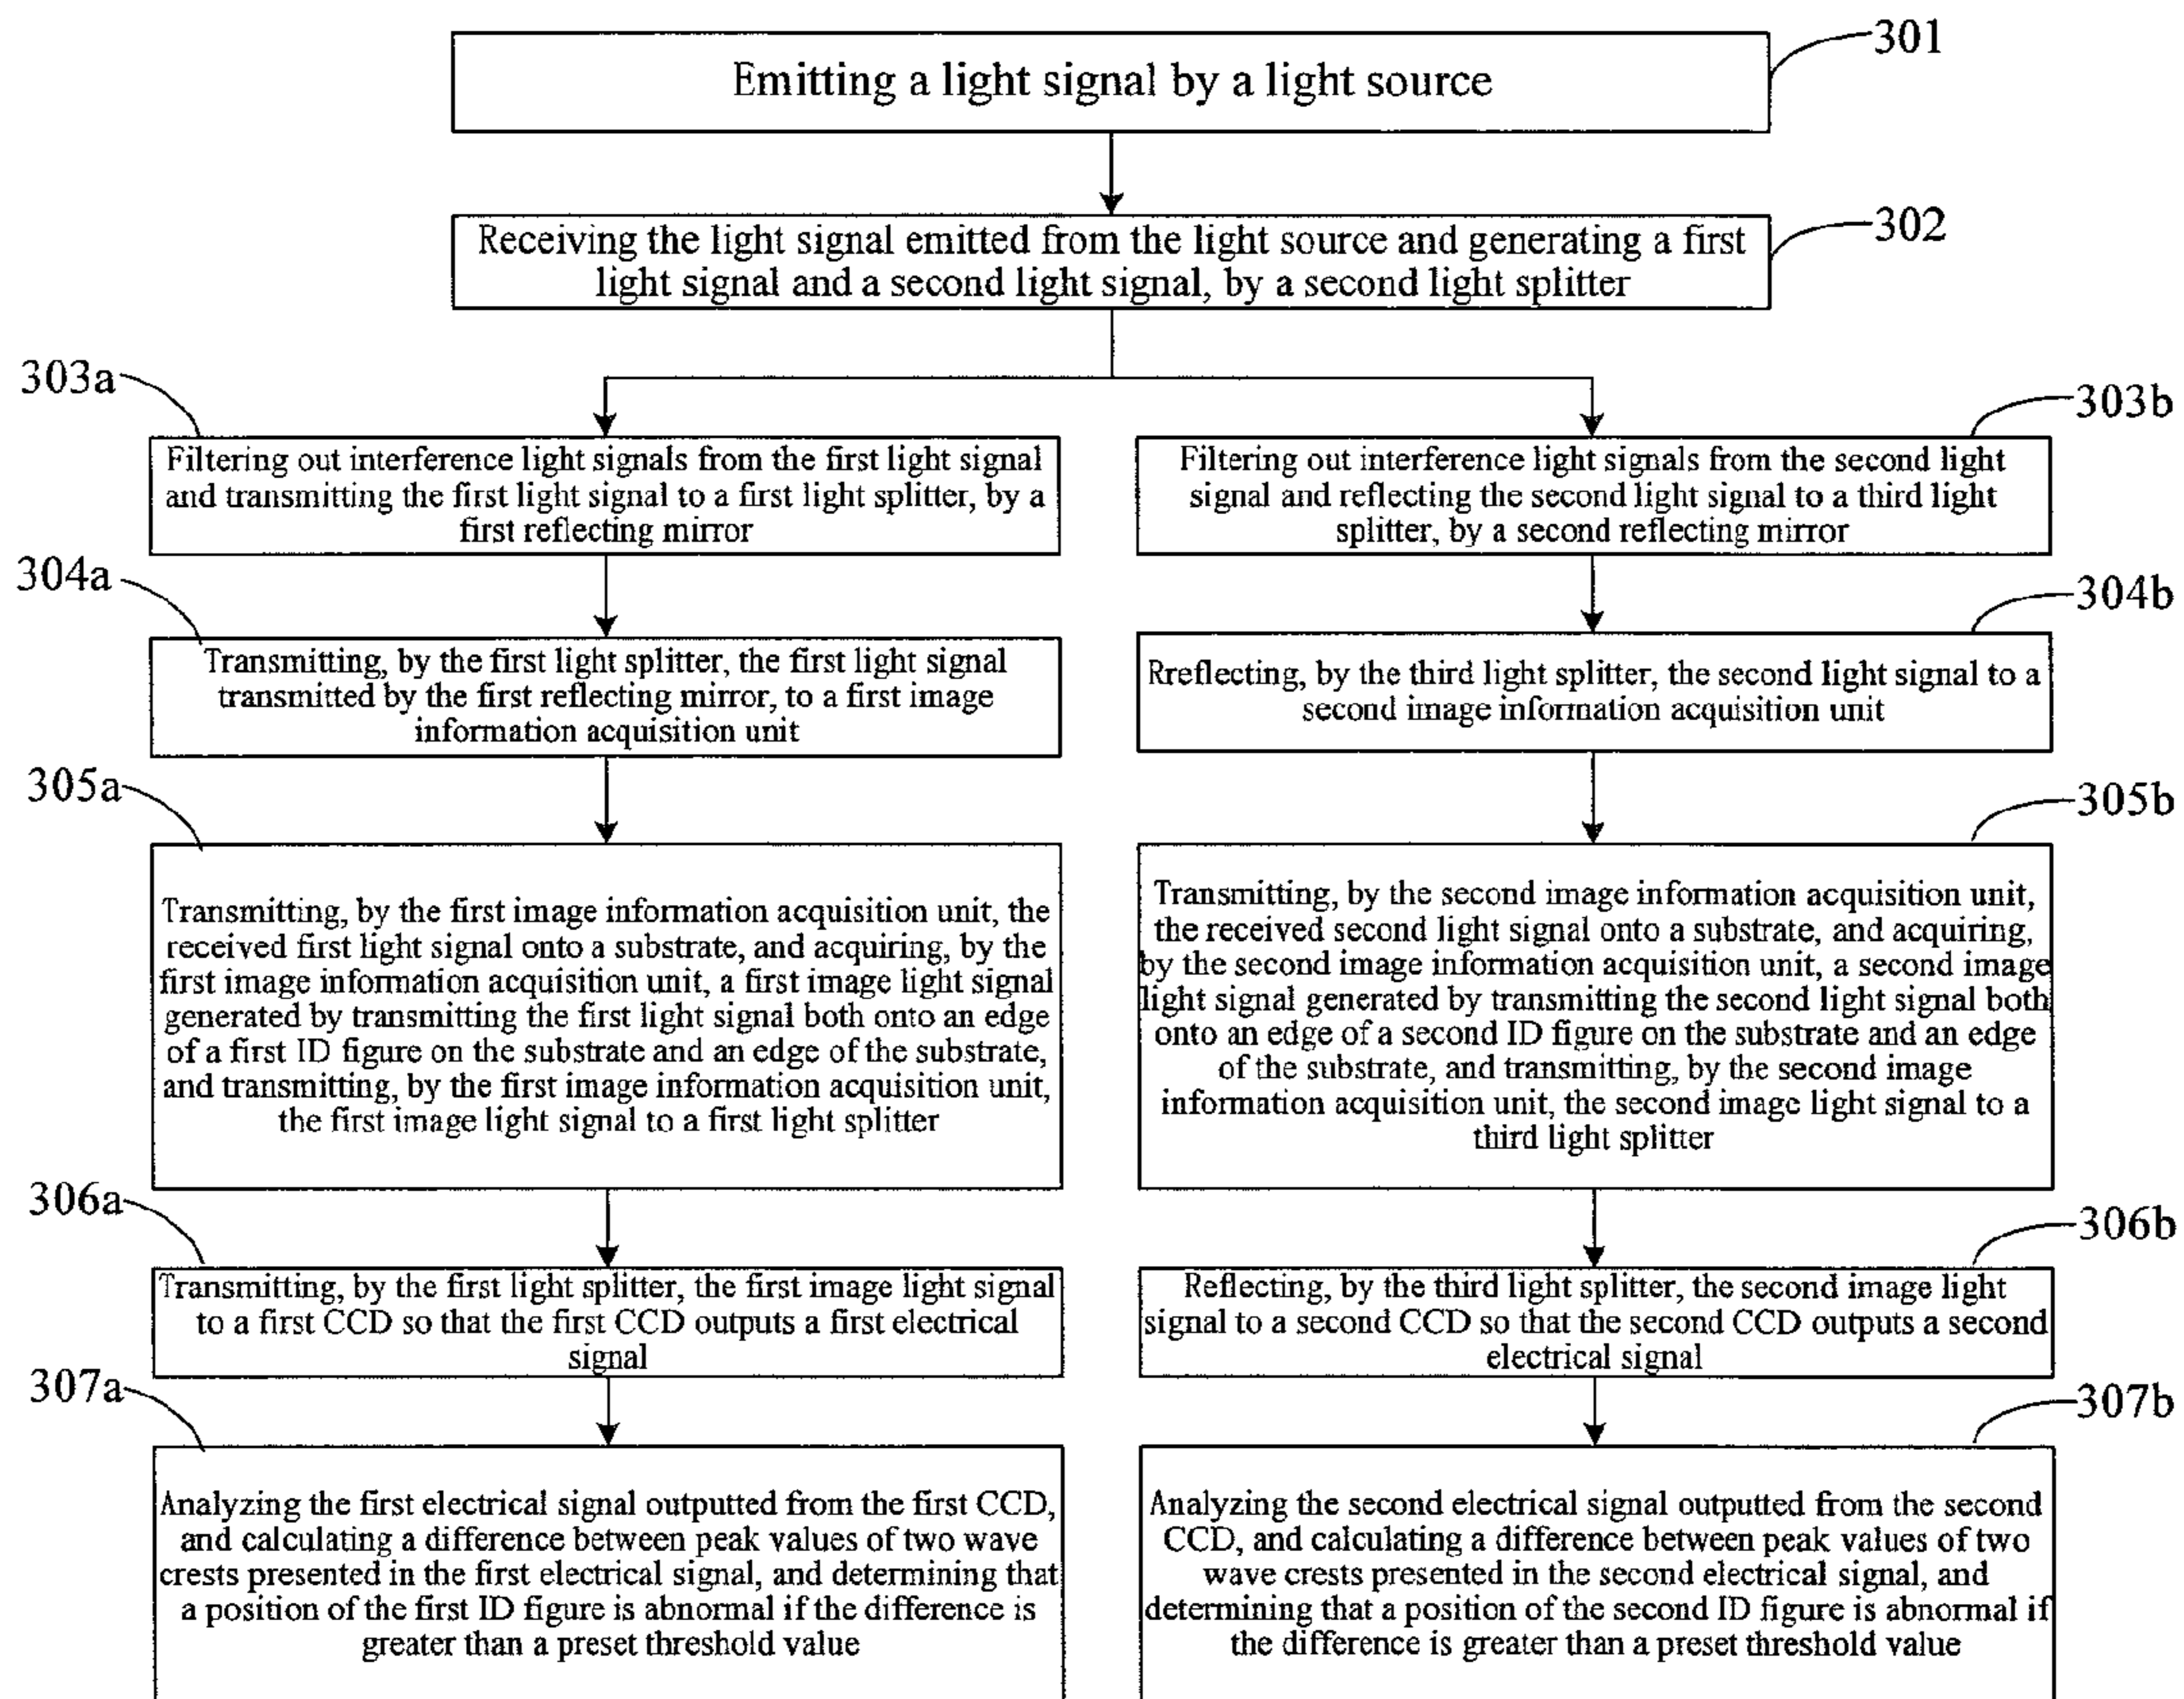 301
Emitting a light signal by a light source
302
Receiving the light signal emitted from the light source and generating a first
light signal and a second light signal, by a second light splitter
303a
Filtering out interference light signals from the first light signal
and transmitting the first light signal to a first light splitter, by a
first reflecting mirror
303b
Filtering out interference light signals from the second light
signal and reflecting the second light signal to a third light
splitter, by a second reflecting mirror
304a
Transmitting, by the first light splitter, the first light signal
transmitted by the first reflecting mirror, to a first image
information acquisition unit
304b
Rreflecting, by the third light splitter, the second light signal to a
second image information acquisition unit
305a
Transmitting, by the first image information acquisition unit, the
received first light signal onto a substrate, and acquiring, by the
first image information acquisition unit, a first image light signal
generated by transmitting the first light signal both onto an edge
of a first ID figure on the substrate and an edge of the substrate,
and transmitting, by the first image information acquisition unit,
the first image light signal to a first light splitter
305b
Transmitting, by the second image information acquisition unit,
the received second light signal onto a substrate, and acquiring,
by the second image information acquisition unit, a second image
light signal generated by transmitting the second light signal both
onto an edge of a second ID figure on the substrate and an edge
of the substrate, and transmitting, by the second image
information acquisition unit, the second image light signal to a
third light splitter
306a
Transmitting, by the first light splitter, the first image light signal
to a first CCD so that the first CCD outputs a first electrical
signal
306b
Reflecting, by the third light splitter, the second image light
signal to a second CCD so that the second CCD outputs a second
electrical signal
307a
Analyzing the first electrical signal outputted from the first CCD,
and calculating a difference between peak values of two wave
crests presented in the first electrical signal, and determining that
a position of the first ID figure is abnormal if the difference is
greater than a preset threshold value
307b
Analyzing the second electrical signal outputted from the second
CCD, and calculating a difference between peak values of two
wave crests presented in the second electrical signal, and
determining that a position of the second ID figure is abnormal if
the difference is greater than a preset threshold value